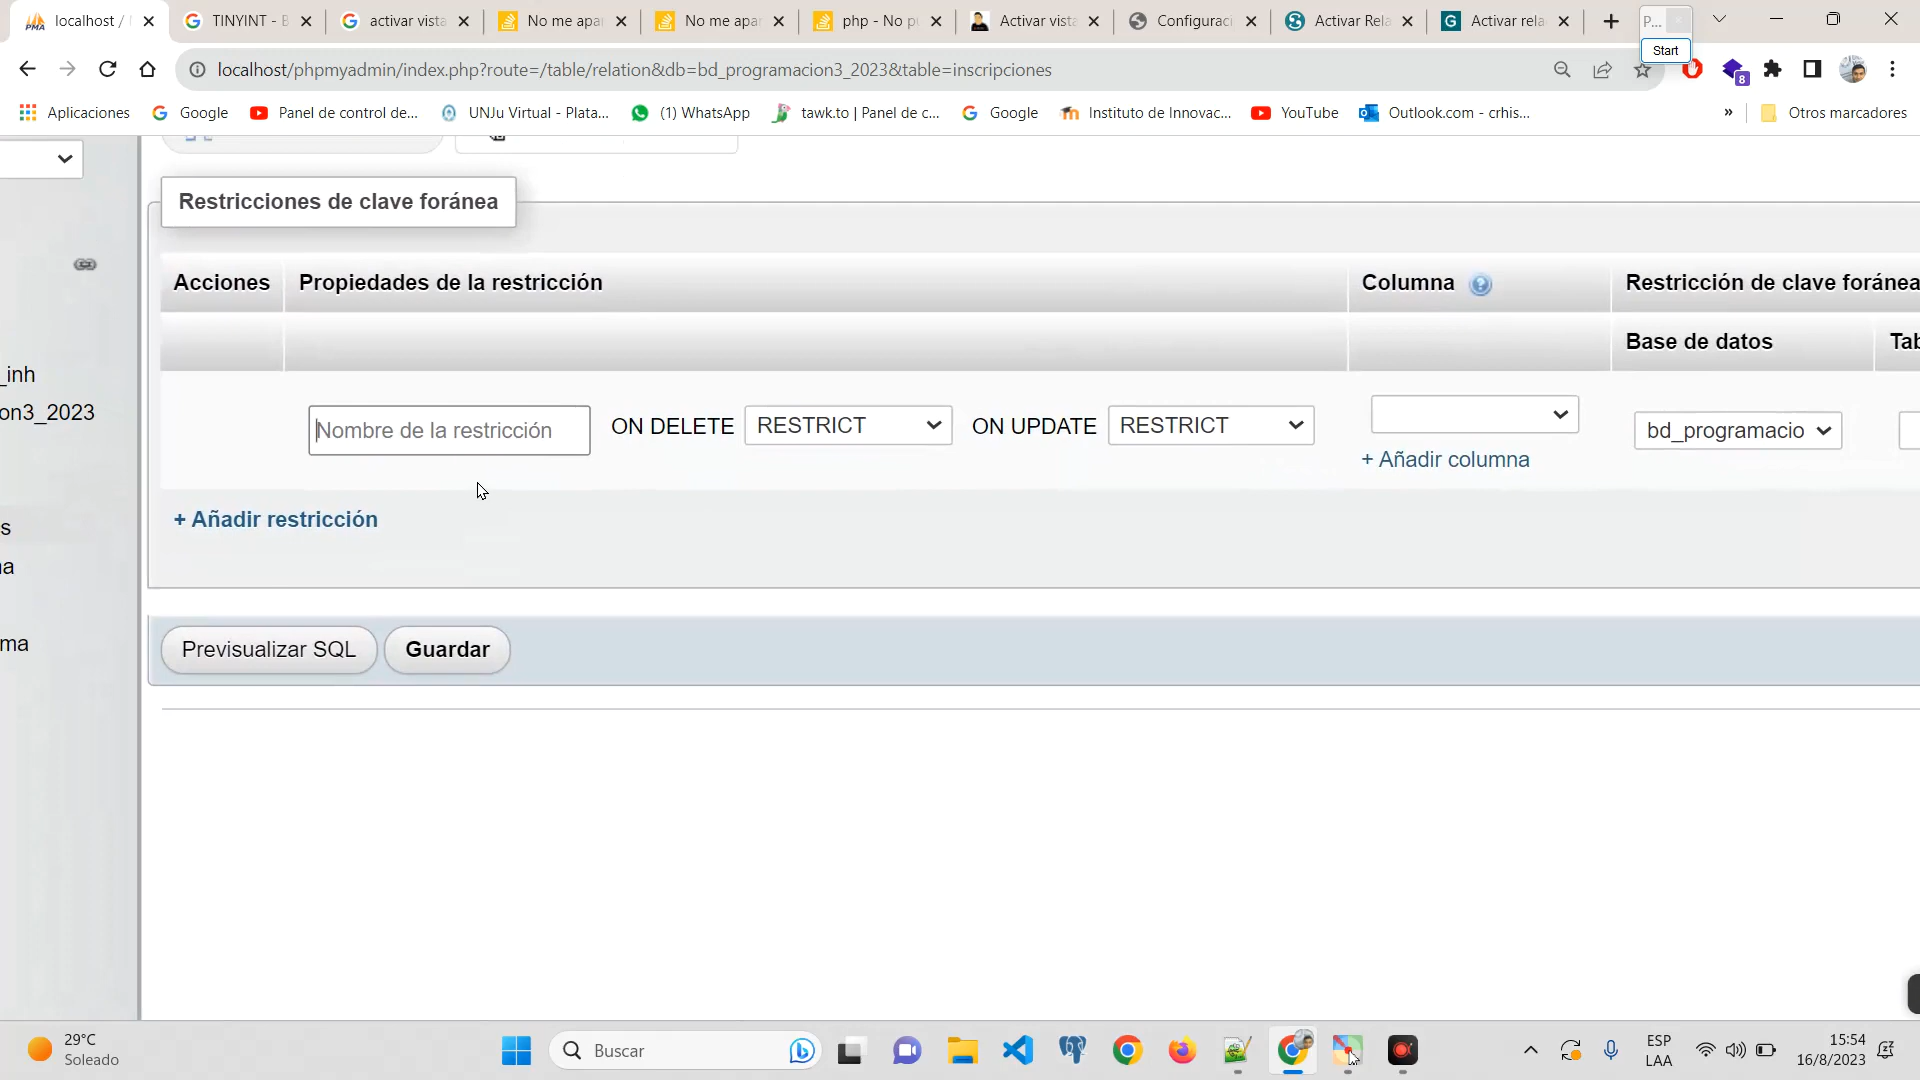 localhost /
TINYINT - B
activar vista
No me apar
No me apar
php - No pu
Activar vista
Configuraci
Activar Rela
Activar rela
P...
Start
localhost/phpmyadmin/index.php?route=/table/relation&db=bd_programacion3_2023&table=inscripciones
8
Aplicaciones
Google
Panel de control de...
UNJu Virtual - Plata...
(1) WhatsApp
tawk.to | Panel de c...
Google
Instituto de Innovac...
YouTube
Outlook.com - crhis...
»
Otros marcadores
Restricciones de clave foránea
Acciones
Propiedades de la restricción
Columna
Restricción de clave foránea
Base de datos
Tab
_inh
on3_2023
Nombre de la restricción
ON DELETE
RESTRICT
ON UPDATE
RESTRICT
bd_programacio
+ Añadir columna
+ Añadir restricción
s
na
ma
Previsualizar SQL
Guardar
29°C
Soleado
Buscar
ESP
LAA
15:54
16/8/2023